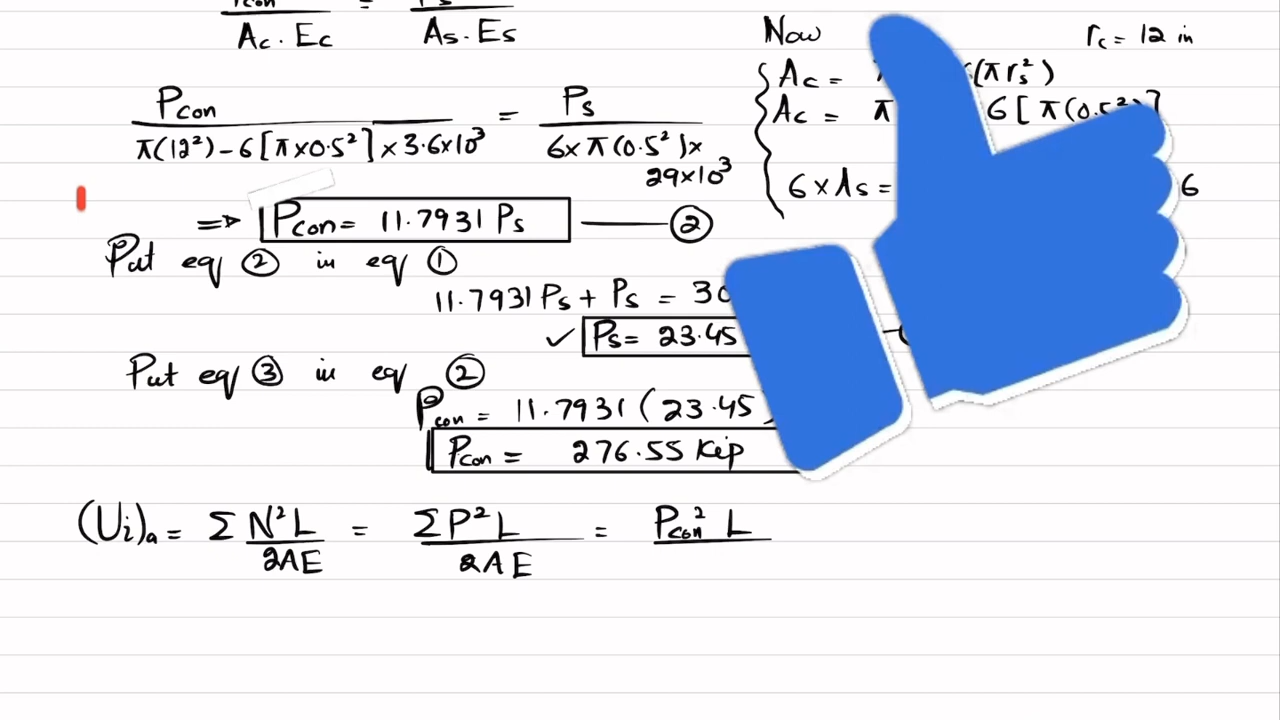 Pcon = Ps
Ac . Ec As . Es
Now rc = 12 in
Ac = π (πrs²)
Ac = π 6[π(0.5²)]
6 × As = 6
Pcon / π(12²) - 6[π×0.5²] × 3.6×10³ = Ps / 6×π(0.5²)× 29×10³
=> Pcon = 11.7931 Ps ②
Put eq ② in eq ①
11.7931 Ps + Ps = 30
✓ Ps = 23.45
Put eq ③ in eq ②
Pcon = 11.7931 (23.45)
Pcon = 276.55 Kip
(Ui)a = Σ N²L / 2AE = ΣP²L / 2AE = Pcon² L